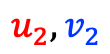 u₂, v₂